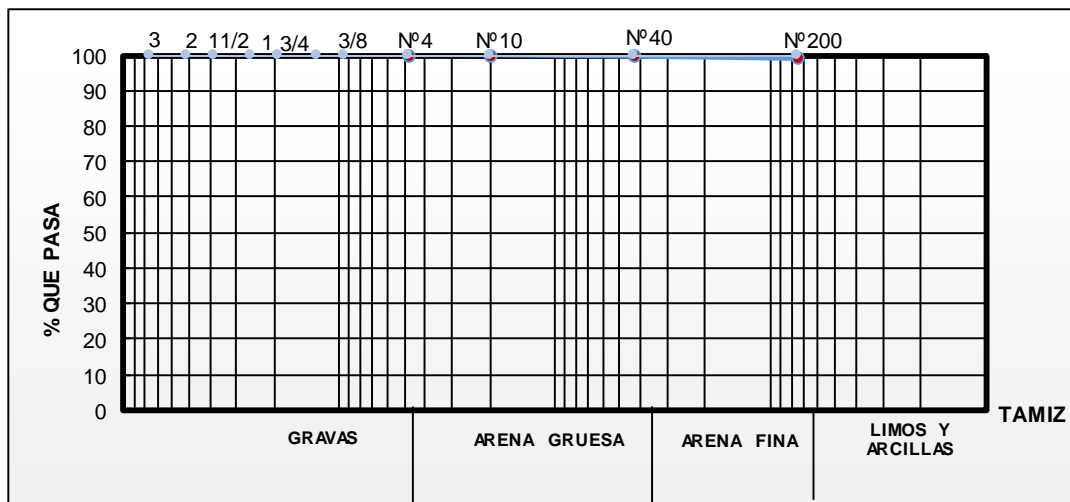 3 2 11/2 1 3/4 3/8 Nº4 Nº10 Nº40 Nº200
100
90
80
70
60
50
40
30
20
10
0
% QUE PASA
TAMIZ
GRAVAS
ARENA GRUESA
ARENA FINA
LIMOS Y
ARCILLAS